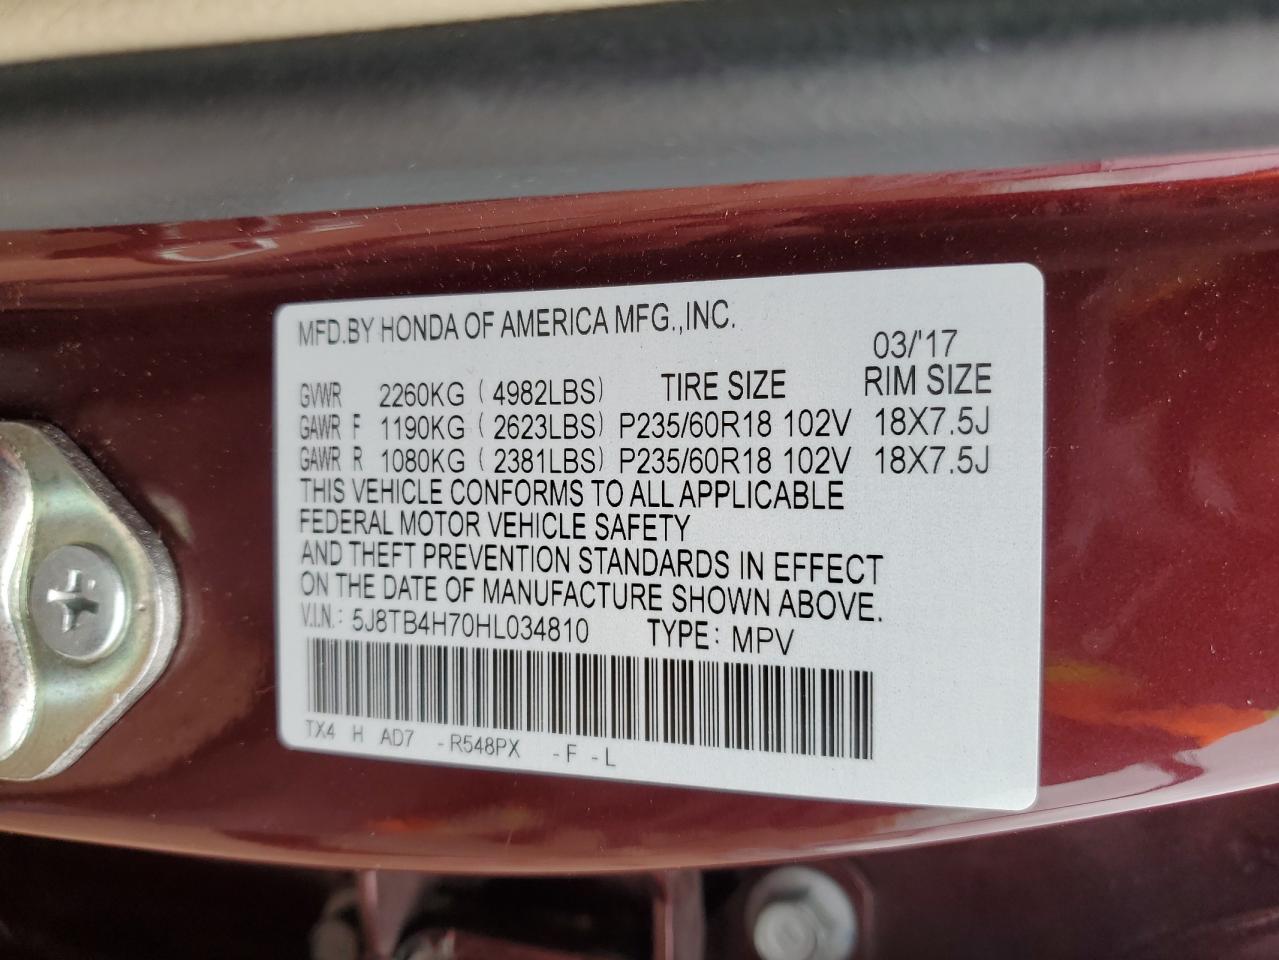 MFD.BY HONDA OF AMERICA MFG.,INC.
03/'17
GVWR 2260KG ( 4982LBS) TIRE SIZE RIM SIZE
GAWR F 1190KG ( 2623LBS) P235/60R18 102V 18X7.5J
GAWR R 1080KG ( 2381LBS) P235/60R18 102V 18X7.5J
THIS VEHICLE CONFORMS TO ALL APPLICABLE
FEDERAL MOTOR VEHICLE SAFETY
AND THEFT PREVENTION STANDARDS IN EFFECT
ON THE DATE OF MANUFACTURE SHOWN ABOVE.
V.I.N.: 5J8TB4H70HL034810 TYPE: MPV
TX4 H AD7 -R548PX -F -L